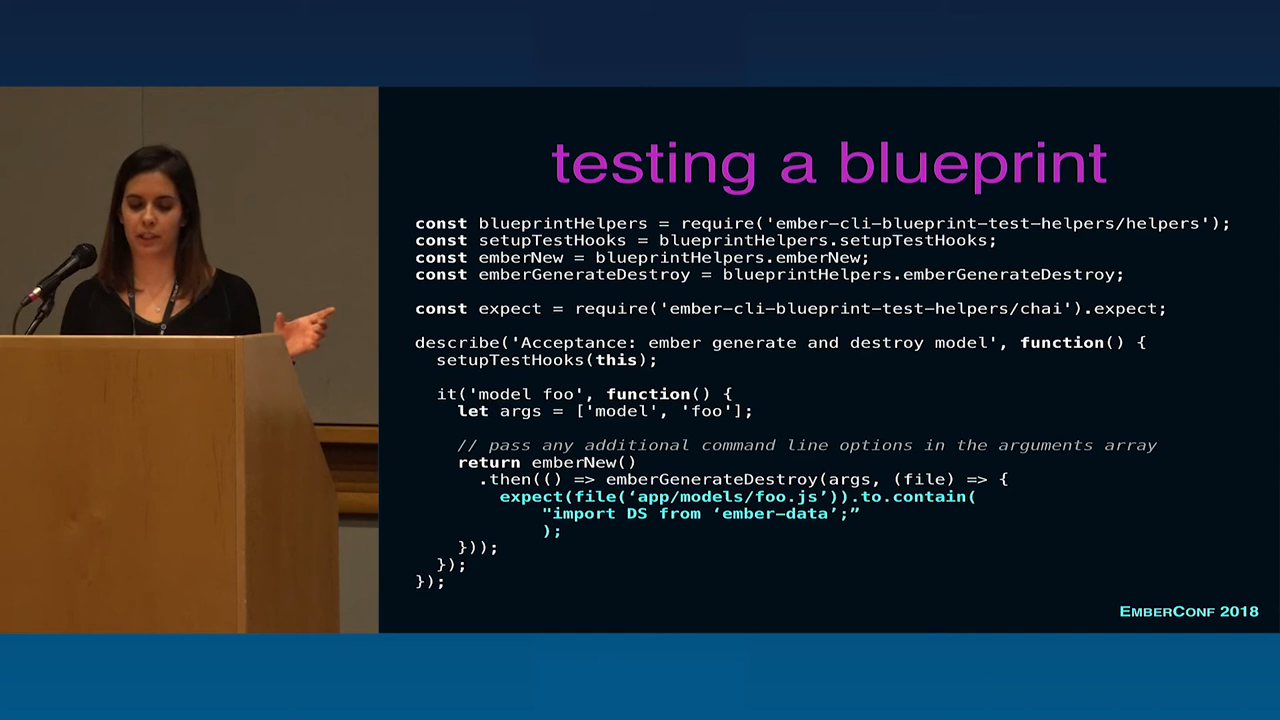 testing a blueprint
const blueprintHelpers = require('ember-cli-blueprint-test-helpers/helpers');
const setupTestHooks = blueprintHelpers.setupTestHooks;
const emberNew = blueprintHelpers.emberNew;
const emberGenerateDestroy = blueprintHelpers.emberGenerateDestroy;
const expect = require('ember-cli-blueprint-test-helpers/chai').expect;
describe('Acceptance: ember generate and destroy model', function() {
setupTestHooks(this);
it('model foo', function() {
let args = ['model', 'foo'];
// pass any additional command line options in the arguments array
return emberNew()
.then(() => emberGenerateDestroy(args, (file) => {
expect(file(‘app/models/foo.js’)).to.contain(
"import DS from ‘ember-data’;”
);
}));
});
});
EMBERCONF 2018